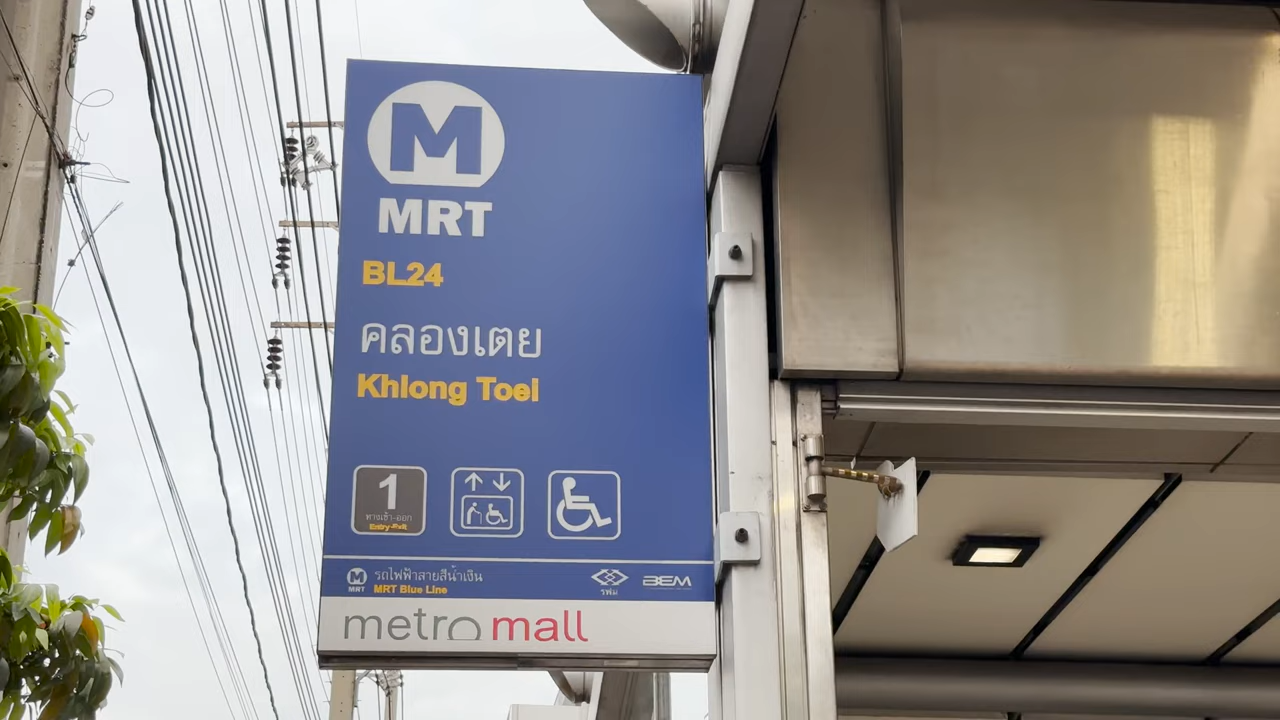 M
MRT
BL24
คลองเตย
Khlong Toei
1
ทางเข้า-ออก
Entry-Exit
M MRT รถไฟฟ้าสายสีน้ำเงิน
MRT Blue Line
รฟม
BEM
metro mall